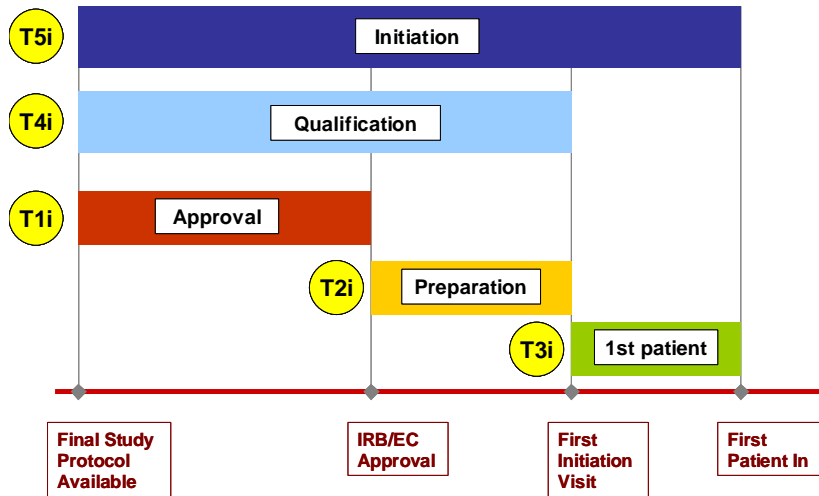 T5i
Initiation
T4i
Qualification
T1i
Approval
T2i
Preparation
T3i
1st patient
Final Study
Protocol
Available
IRB/EC
Approval
First
Initiation
Visit
First
Patient In